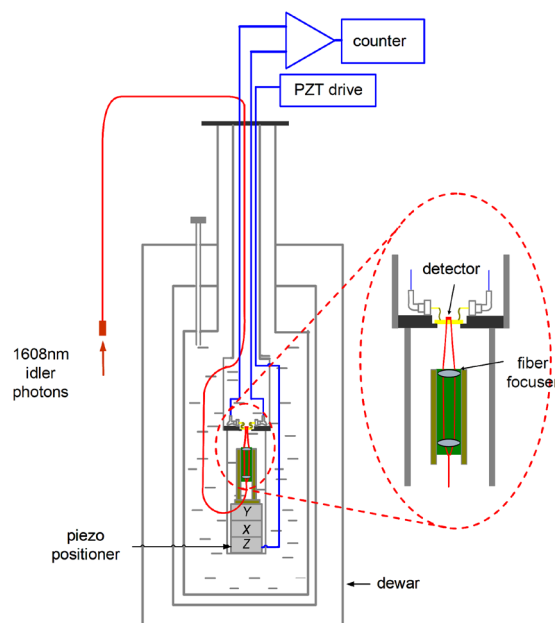 counter
PZT drive
detector
fiber
focuser
1608nm
idler
photons
Y
X
Z
piezo
positioner
dewar